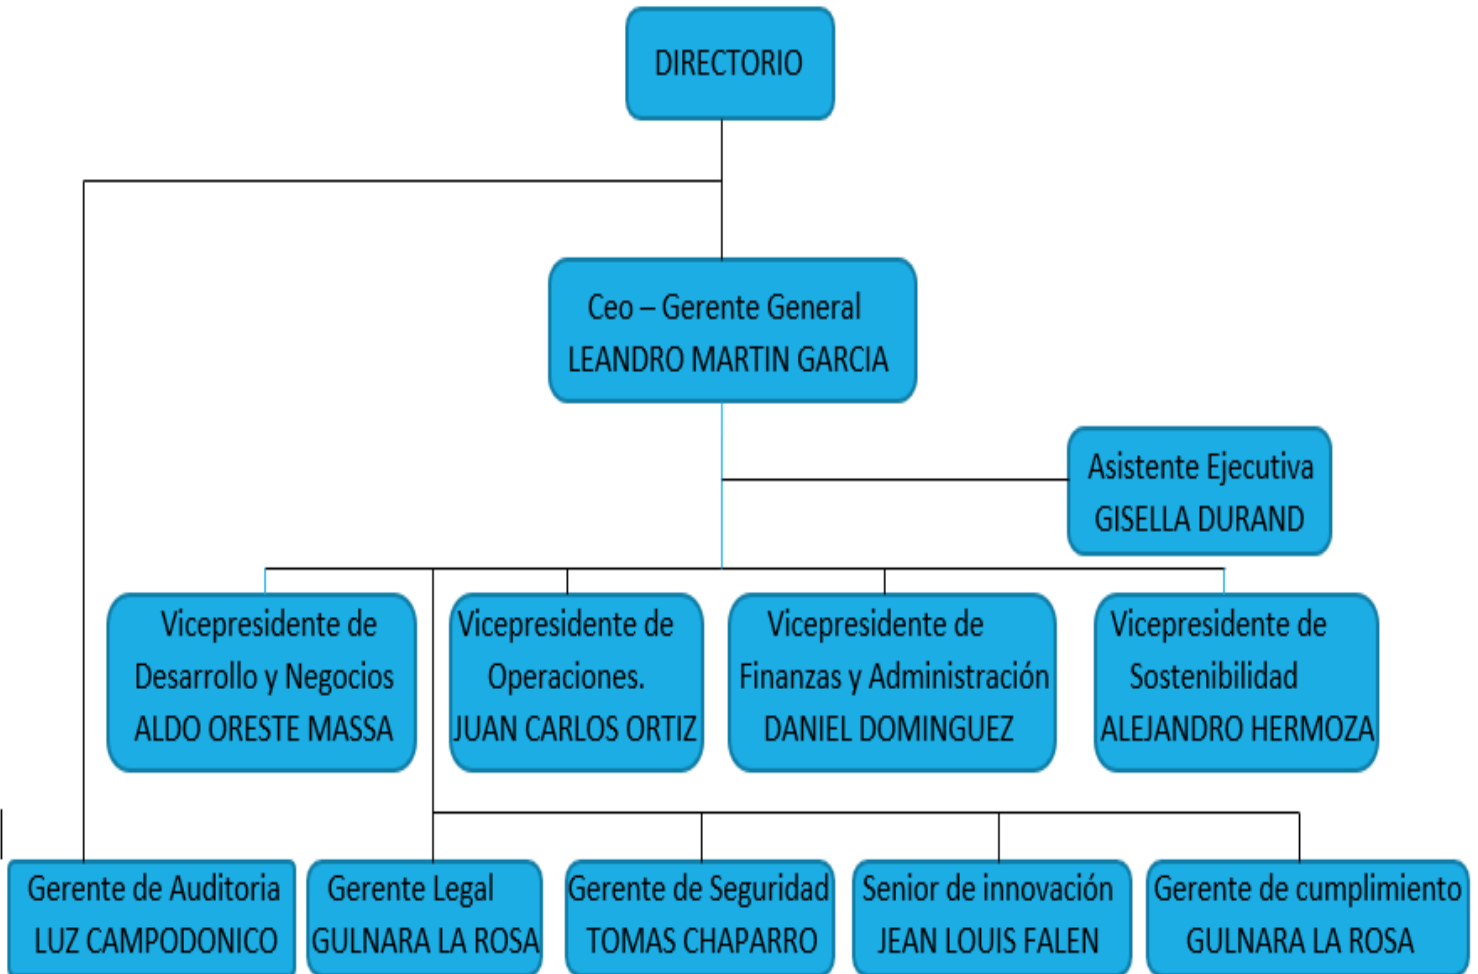 DIRECTORIO
Ceo – Gerente General
LEANDRO MARTIN GARCIA
Asistente Ejecutiva
GISELLA DURAND
Vicepresidente de
Desarrollo y Negocios
ALDO ORESTE MASSA
Vicepresidente de
Operaciones.
JUAN CARLOS ORTIZ
Vicepresidente de
Finanzas y Administración
DANIEL DOMINGUEZ
Vicepresidente de
Sostenibilidad
ALEJANDRO HERMOZA
Gerente de Auditoria
LUZ CAMPODONICO
Gerente Legal
GULNARA LA ROSA
Gerente de Seguridad
TOMAS CHAPARRO
Senior de innovación
JEAN LOUIS FALEN
Gerente de cumplimiento
GULNARA LA ROSA